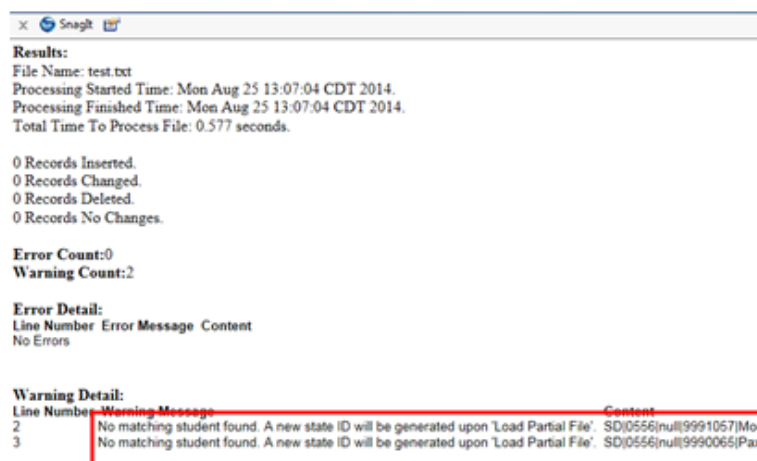 x SnagIt
Results:
File Name: test.txt
Processing Started Time: Mon Aug 25 13:07:04 CDT 2014.
Processing Finished Time: Mon Aug 25 13:07:04 CDT 2014.
Total Time To Process File: 0.577 seconds.
0 Records Inserted.
0 Records Changed.
0 Records Deleted.
0 Records No Changes.
Error Count:0
Warning Count:2
Error Detail:
Line Number Error Message Content
No Errors
Warning Detail:
Line Number Warning Message Content
2 No matching student found. A new state ID will be generated upon 'Load Partial File'. SD|0556|null|9991057|Mo
3 No matching student found. A new state ID will be generated upon 'Load Partial File'. SD|0556|null|9990065|Pa